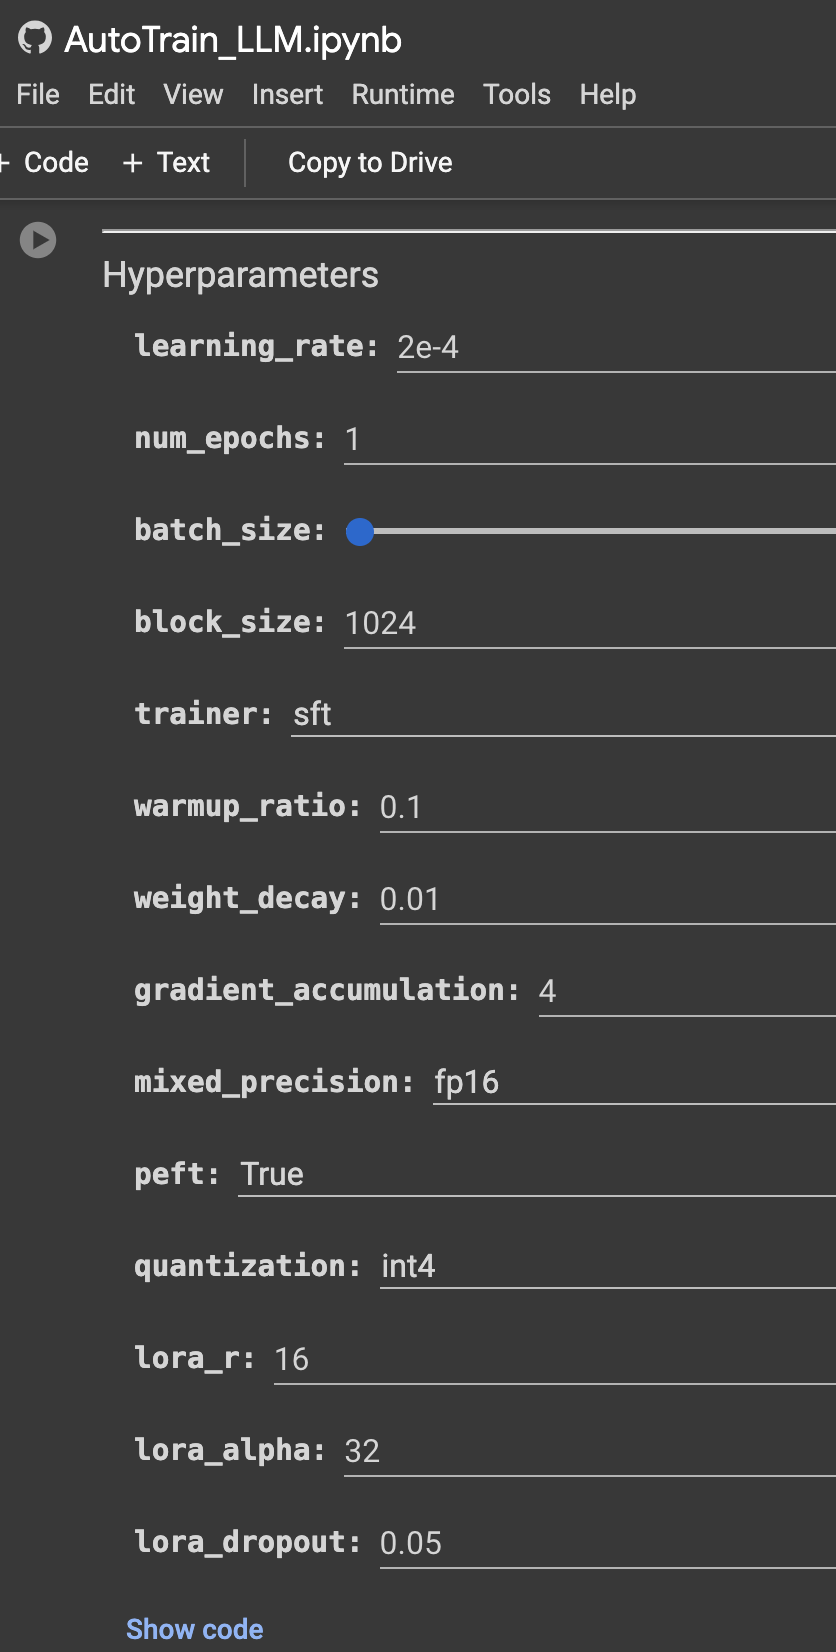 AutoTrain_LLM.ipynb
File Edit View Insert Runtime Tools Help
+ Code + Text Copy to Drive
Hyperparameters
learning_rate: 2e-4
num_epochs: 1
batch_size:
block_size: 1024
trainer: sft
warmup_ratio: 0.1
weight_decay: 0.01
gradient_accumulation: 4
mixed_precision: fp16
peft: True
quantization: int4
lora_r: 16
lora_alpha: 32
lora_dropout: 0.05
Show code